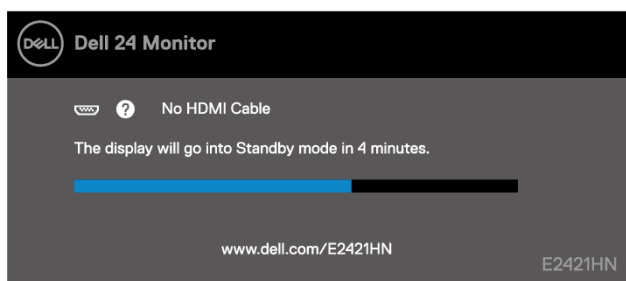 DELL Dell 24 Monitor
? No HDMI Cable
The display will go into Standby mode in 4 minutes.
www.dell.com/E2421HN
E2421HN